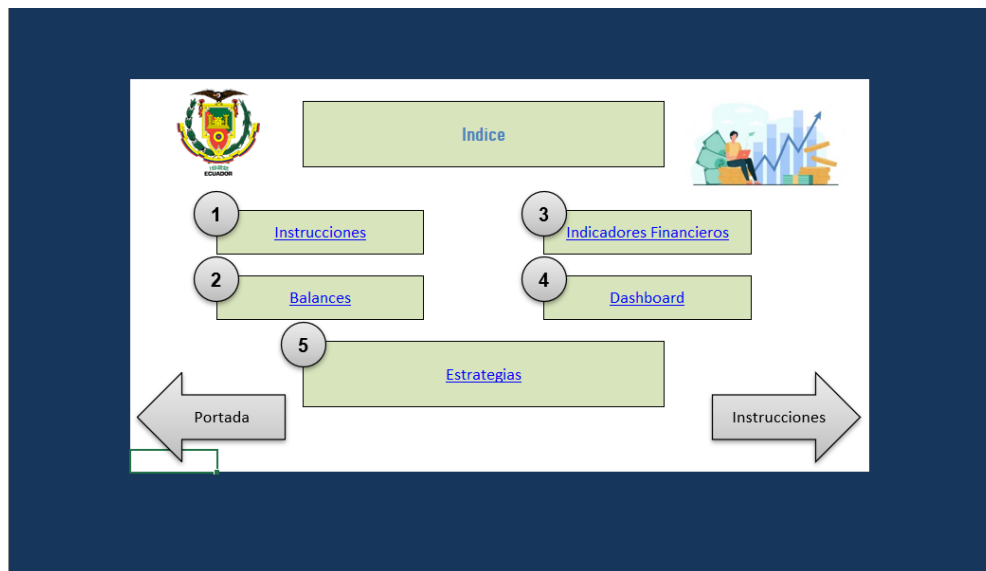 Indice
ECUADOR
1
Instrucciones
3
Indicadores Financieros
2
Balances
4
Dashboard
5
Estrategias
Portada
Instrucciones